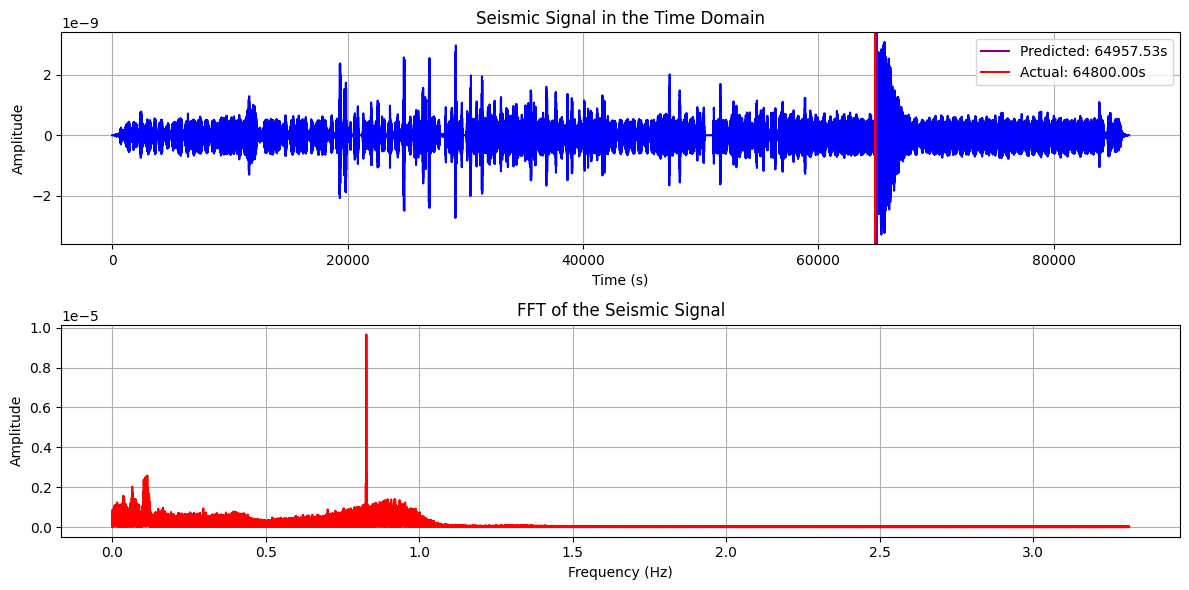 Seismic Signal in the Time Domain
1e−9
Predicted: 64957.53s
Actual: 64800.00s
2
0
−2
Amplitude
0 20000 40000 60000 80000
Time (s)
FFT of the Seismic Signal
1e−5
1.0
0.8
0.6
0.4
0.2
0.0
Amplitude
0.0 0.5 1.0 1.5 2.0 2.5 3.0
Frequency (Hz)